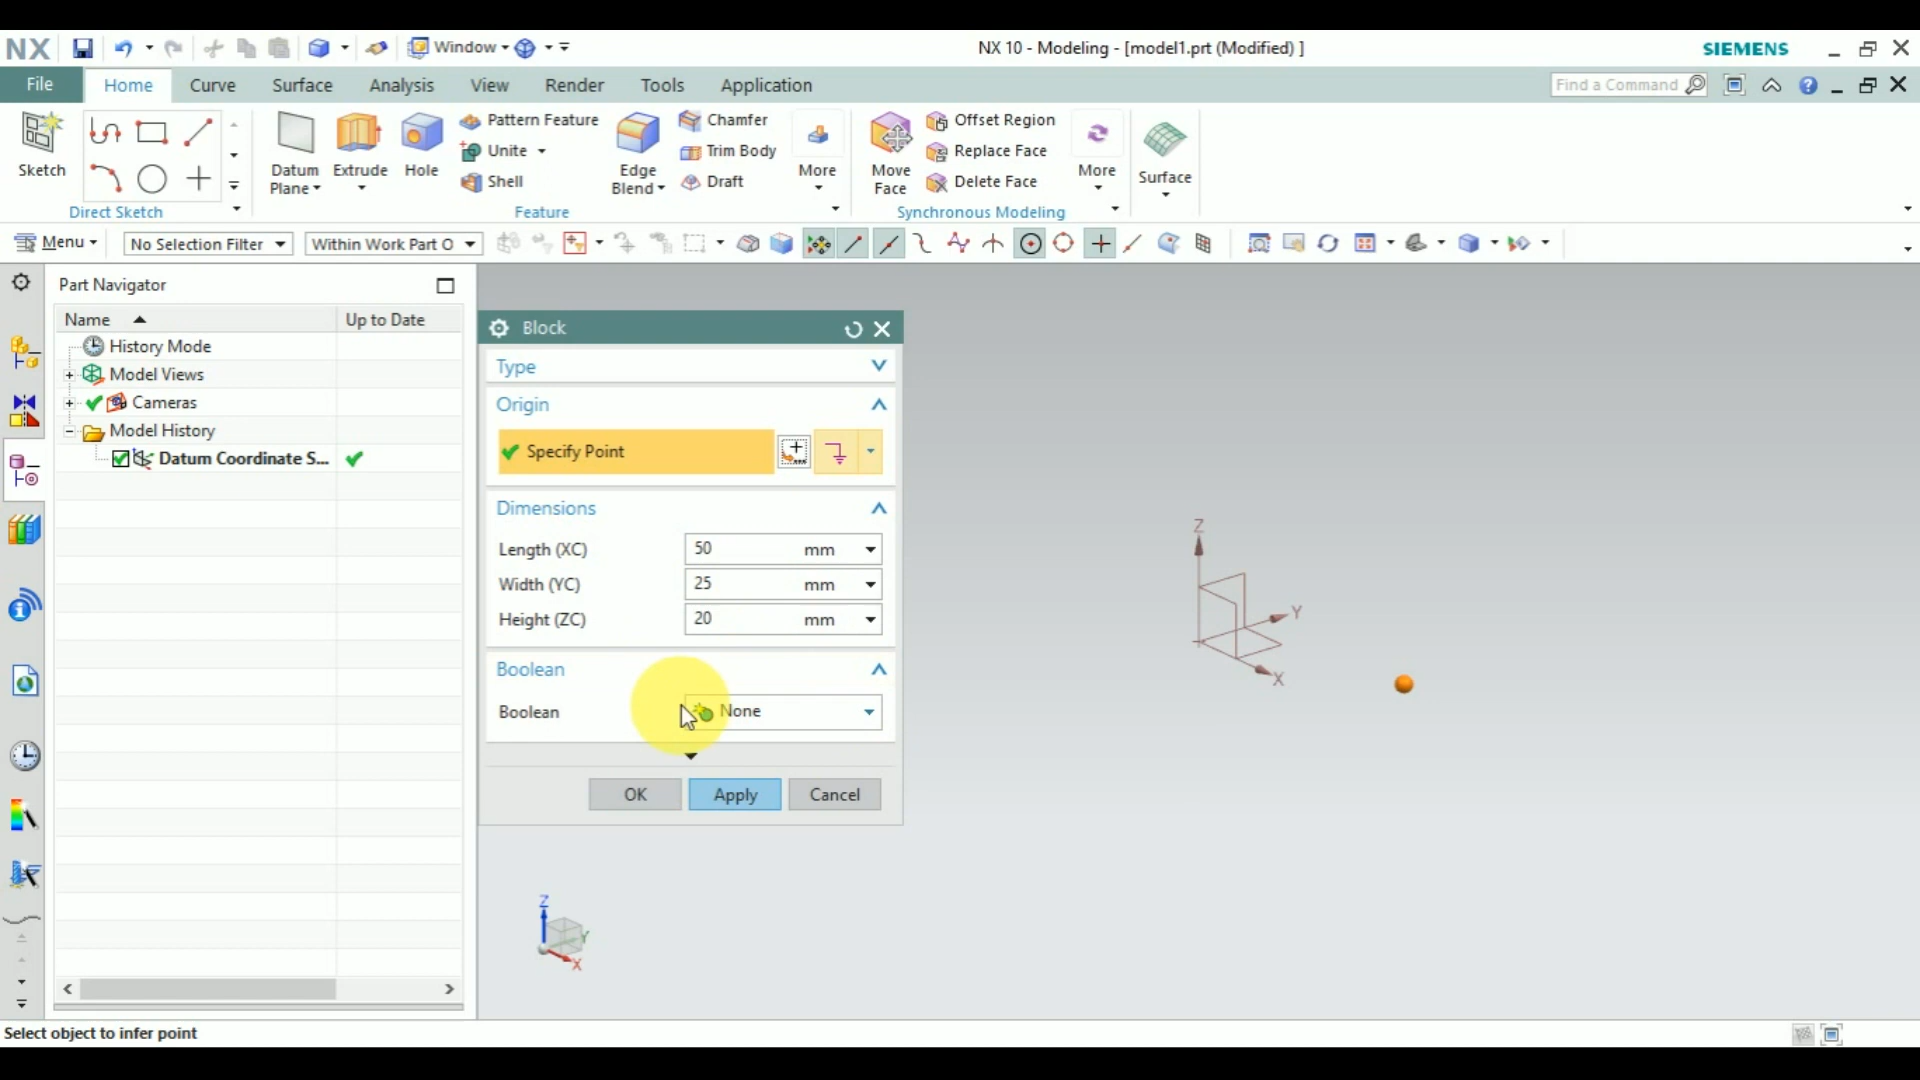 NX Window NX 10 - Modeling - [model1.prt (Modified) ] SIEMENS
File Home Curve Surface Analysis View Render Tools Application Find a Command
Sketch
Direct Sketch
Datum Plane
Extrude
Hole
Pattern Feature
Unite
Shell
Edge Blend
Chamfer
Trim Body
Draft
More
Feature
Move Face
Offset Region
Replace Face
Delete Face
More
Synchronous Modeling
Surface
Menu No Selection Filter Within Work Part O
Part Navigator
Name Up to Date
History Mode
Model Views
Cameras
Model History
Datum Coordinate S...
Block
Type
Origin
Specify Point
Dimensions
Length (XC) 50 mm
Width (YC) 25 mm
Height (ZC) 20 mm
Boolean
Boolean None
OK Apply Cancel
Z
Y
X
Z
Y
X
Select object to infer point